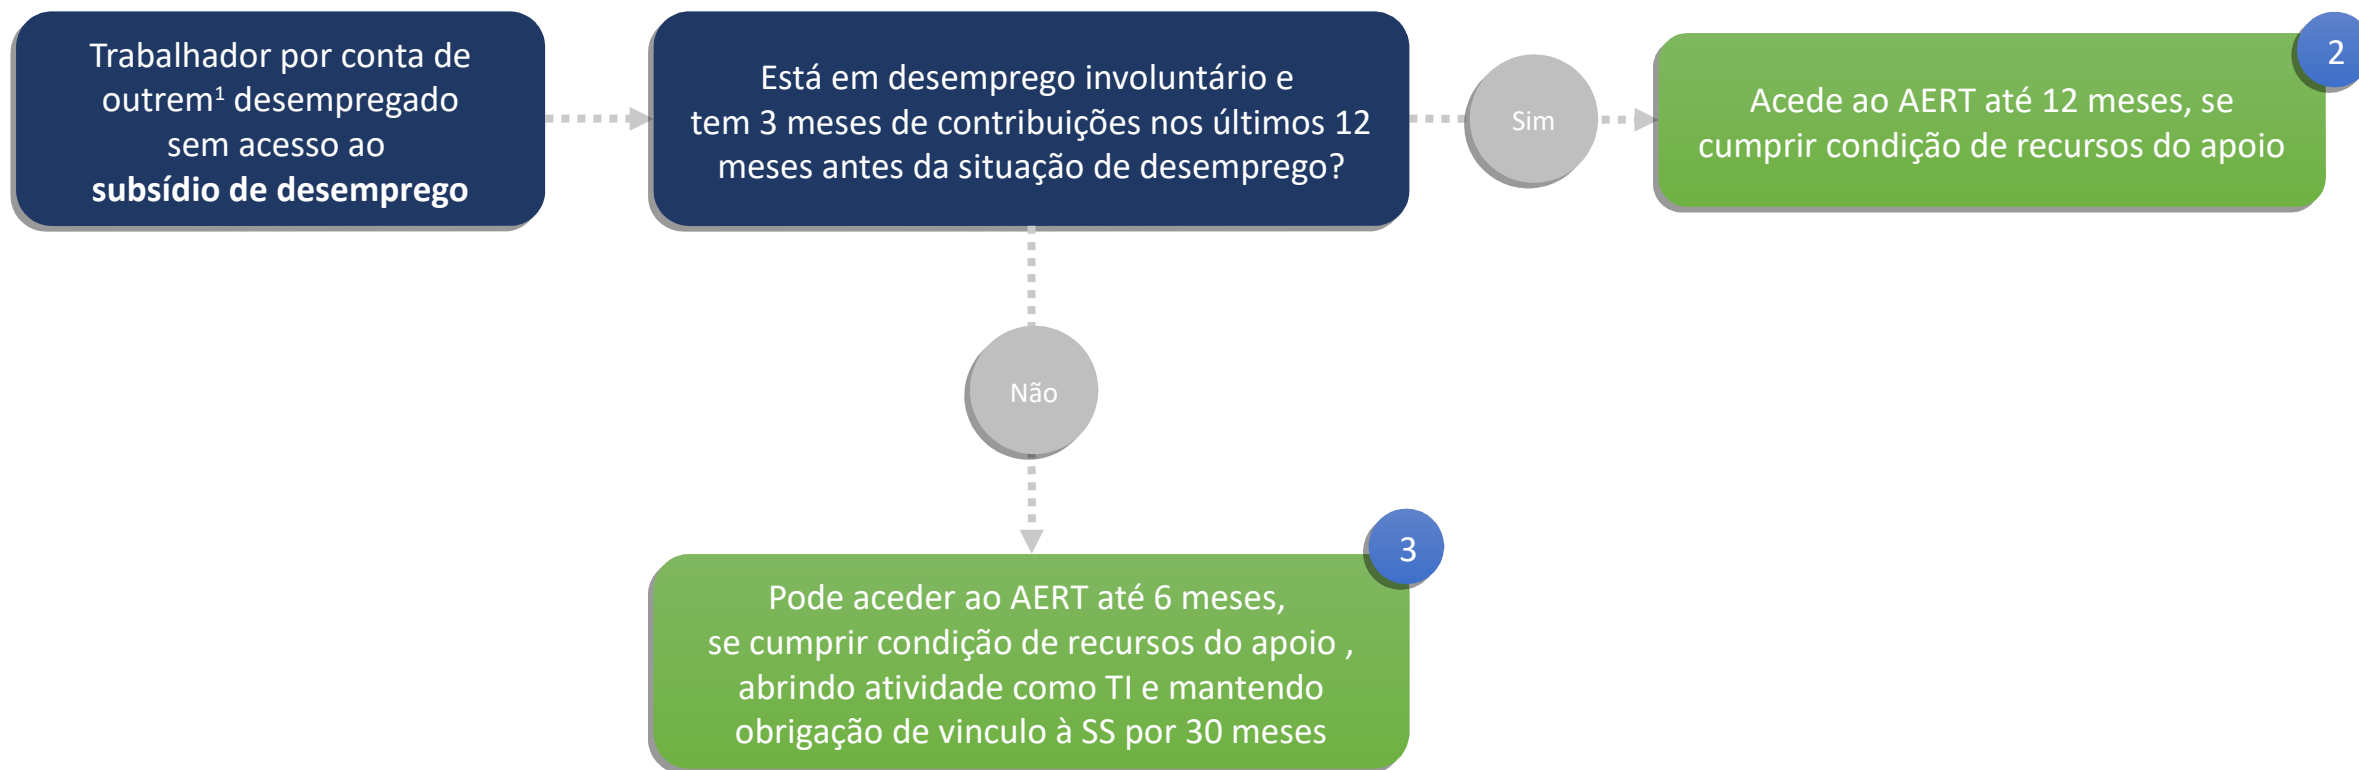 Trabalhador por conta de
outrem¹ desempregado
sem acesso ao
subsídio de desemprego
Está em desemprego involuntário e
tem 3 meses de contribuições nos últimos 12
meses antes da situação de desemprego?
Sim
2
Acede ao AERT até 12 meses, se
cumprir condição de recursos do apoio
Não
3
Pode aceder ao AERT até 6 meses,
se cumprir condição de recursos do apoio ,
abrindo atividade como TI e mantendo
obrigação de vinculo à SS por 30 meses